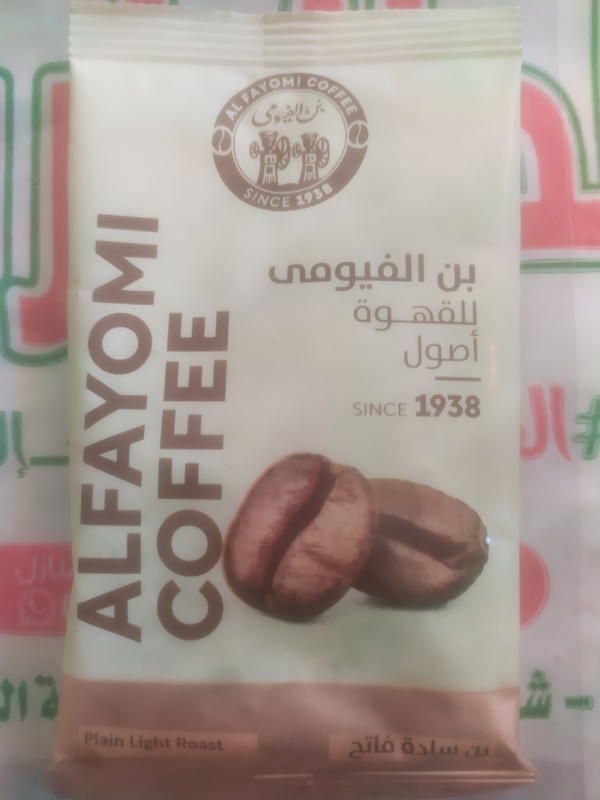 AL FAYOMI COFFEE
بن الفيومى
SINCE 1938
بن الفيومى
للقهوة
أصول
SINCE 1938
ALFAYOMI
COFFEE
Plain Light Roast
بن سادة فاتح